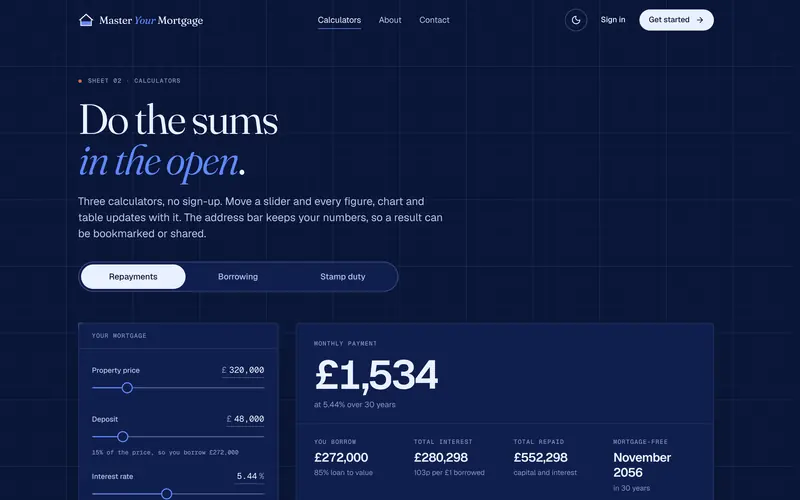 Master Your Mortgage
Calculators
About
Contact
Sign in
Get started →
SHEET 02 · CALCULATORS
Do the sums
in the open.
Three calculators, no sign-up. Move a slider and every figure, chart and
table updates with it. The address bar keeps your numbers, so a result can
be bookmarked or shared.
Repayments
Borrowing
Stamp duty
YOUR MORTGAGE
Property price
£ 320,000
Deposit
£ 48,000
15% of the price, so you borrow £272,000
Interest rate
5.44 %
MONTHLY PAYMENT
£1,534
at 5.44% over 30 years
YOU BORROW
£272,000
85% loan to value
TOTAL INTEREST
£280,298
103p per £1 borrowed
TOTAL REPAID
£552,298
capital and interest
MORTGAGE-FREE
November
2056
in 30 years